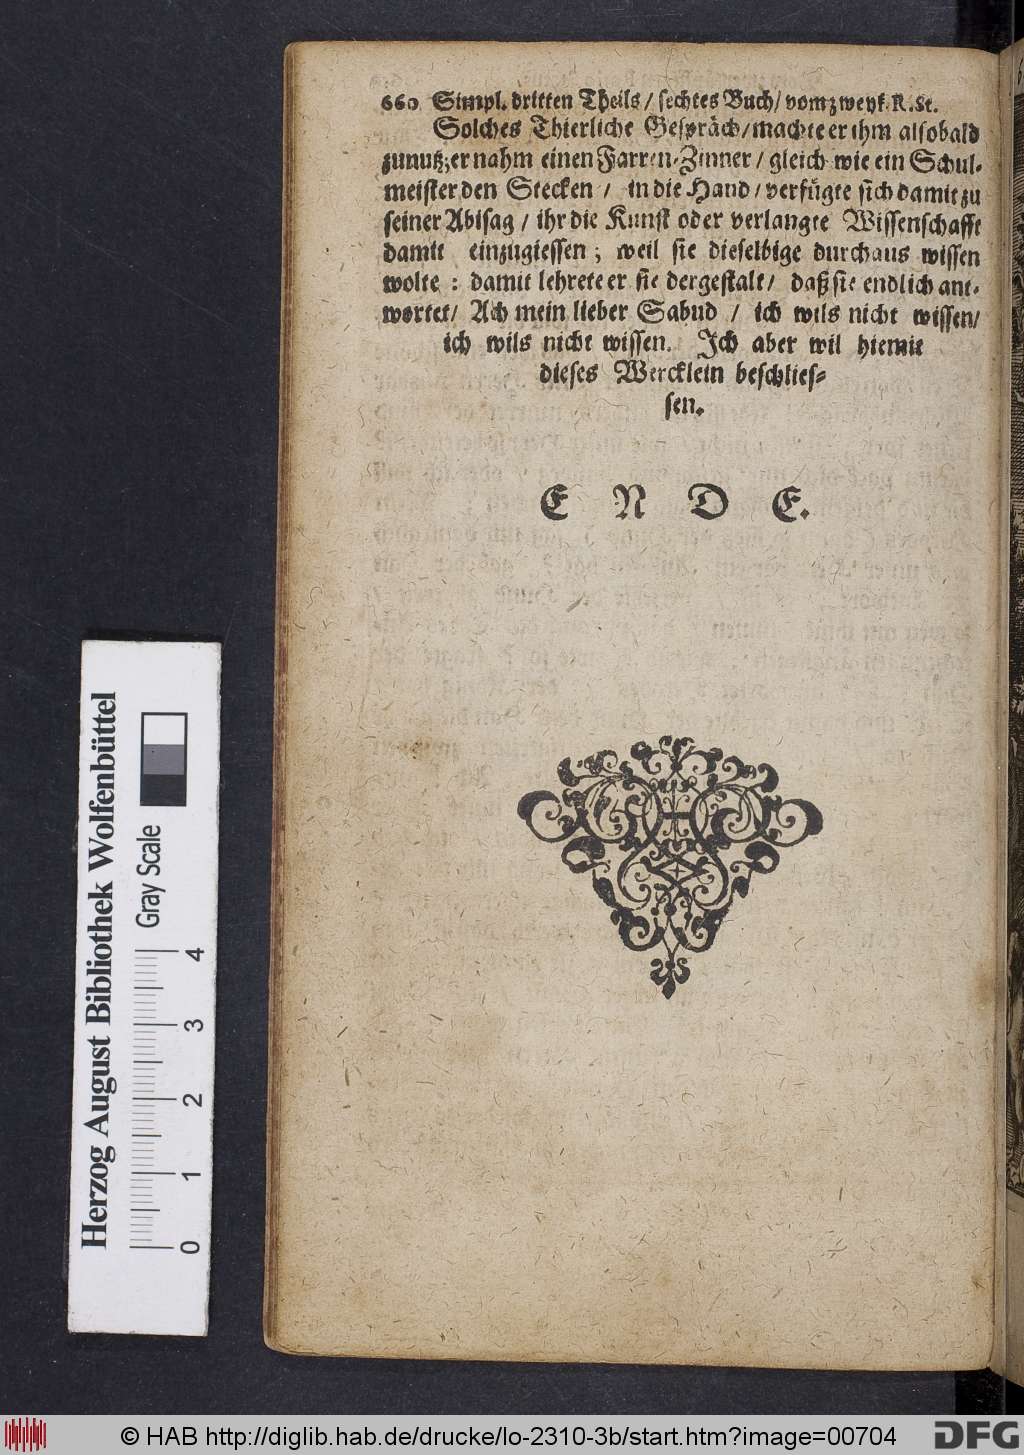 660 Simpl. dritten Theils / sechtes Buch / vom zweyk. K. St.
Solches Thierliche Gespräch / machte er ihm alsobald
zunutz; er nahm einen Farren-Zinner / gleich wie ein Schul-
meister den Stecken / in die Hand / verfügte sich damit zu
seiner Abisag / ihr die Kunst oder verlangte Wissenschafft
damit einzugiessen; weil sie dieselbige durchaus wissen
wolte: damit lehrete er sie dergestalt / daß sie endlich ant-
wortet / Ach mein lieber Sabud / ich wils nicht wissen /
ich wils nicht wissen. Ich aber wil hiemit
dieses Wercklein beschlies-
sen.
E N D E.
Herzog August Bibliothek Wolfenbüttel
Gray Scale
0 1 2 3 4
© HAB http://diglib.hab.de/drucke/lo-2310-3b/start.htm?image=00704
DFG